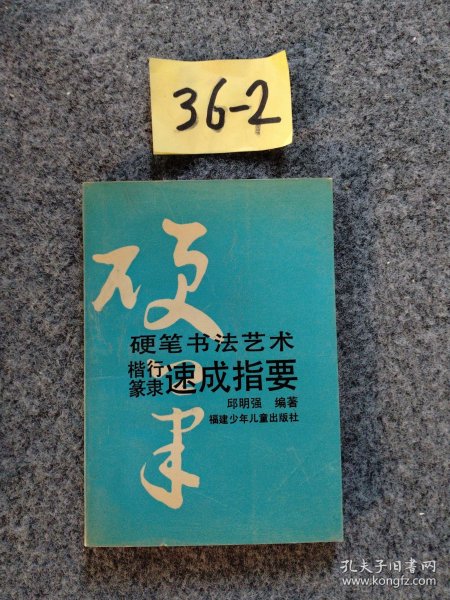 36-2
硬笔
硬笔书法艺术
楷行、
篆隶速成指要
邱明强 编著
福建少年儿童出版社
孔夫子旧书网
www.kongfz.com